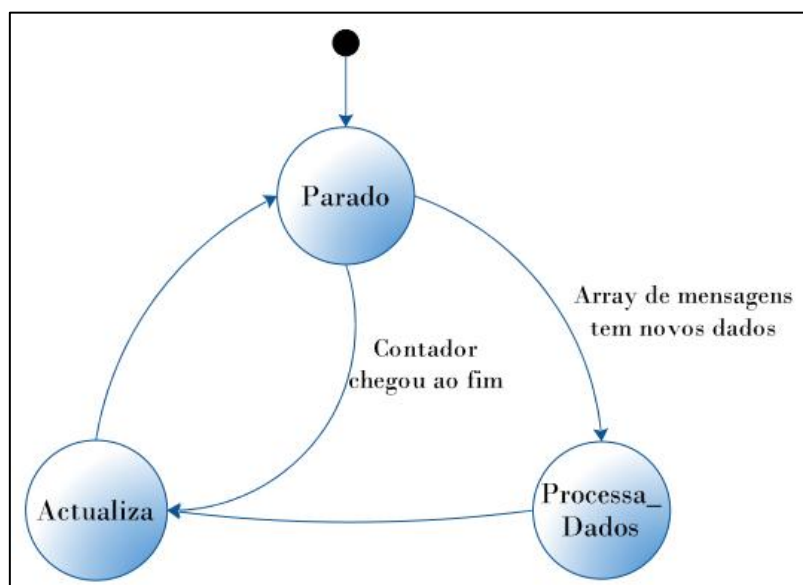 Parado
Array de mensagens
tem novos dados
Contador
chegou ao fim
Actualiza
Processa_
Dados